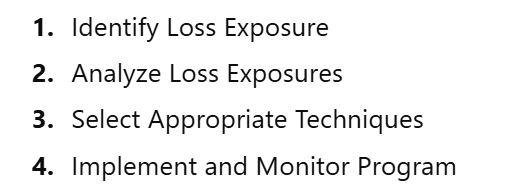 1. Identify Loss Exposure
2. Analyze Loss Exposures
3. Select Appropriate Techniques
4. Implement and Monitor Program